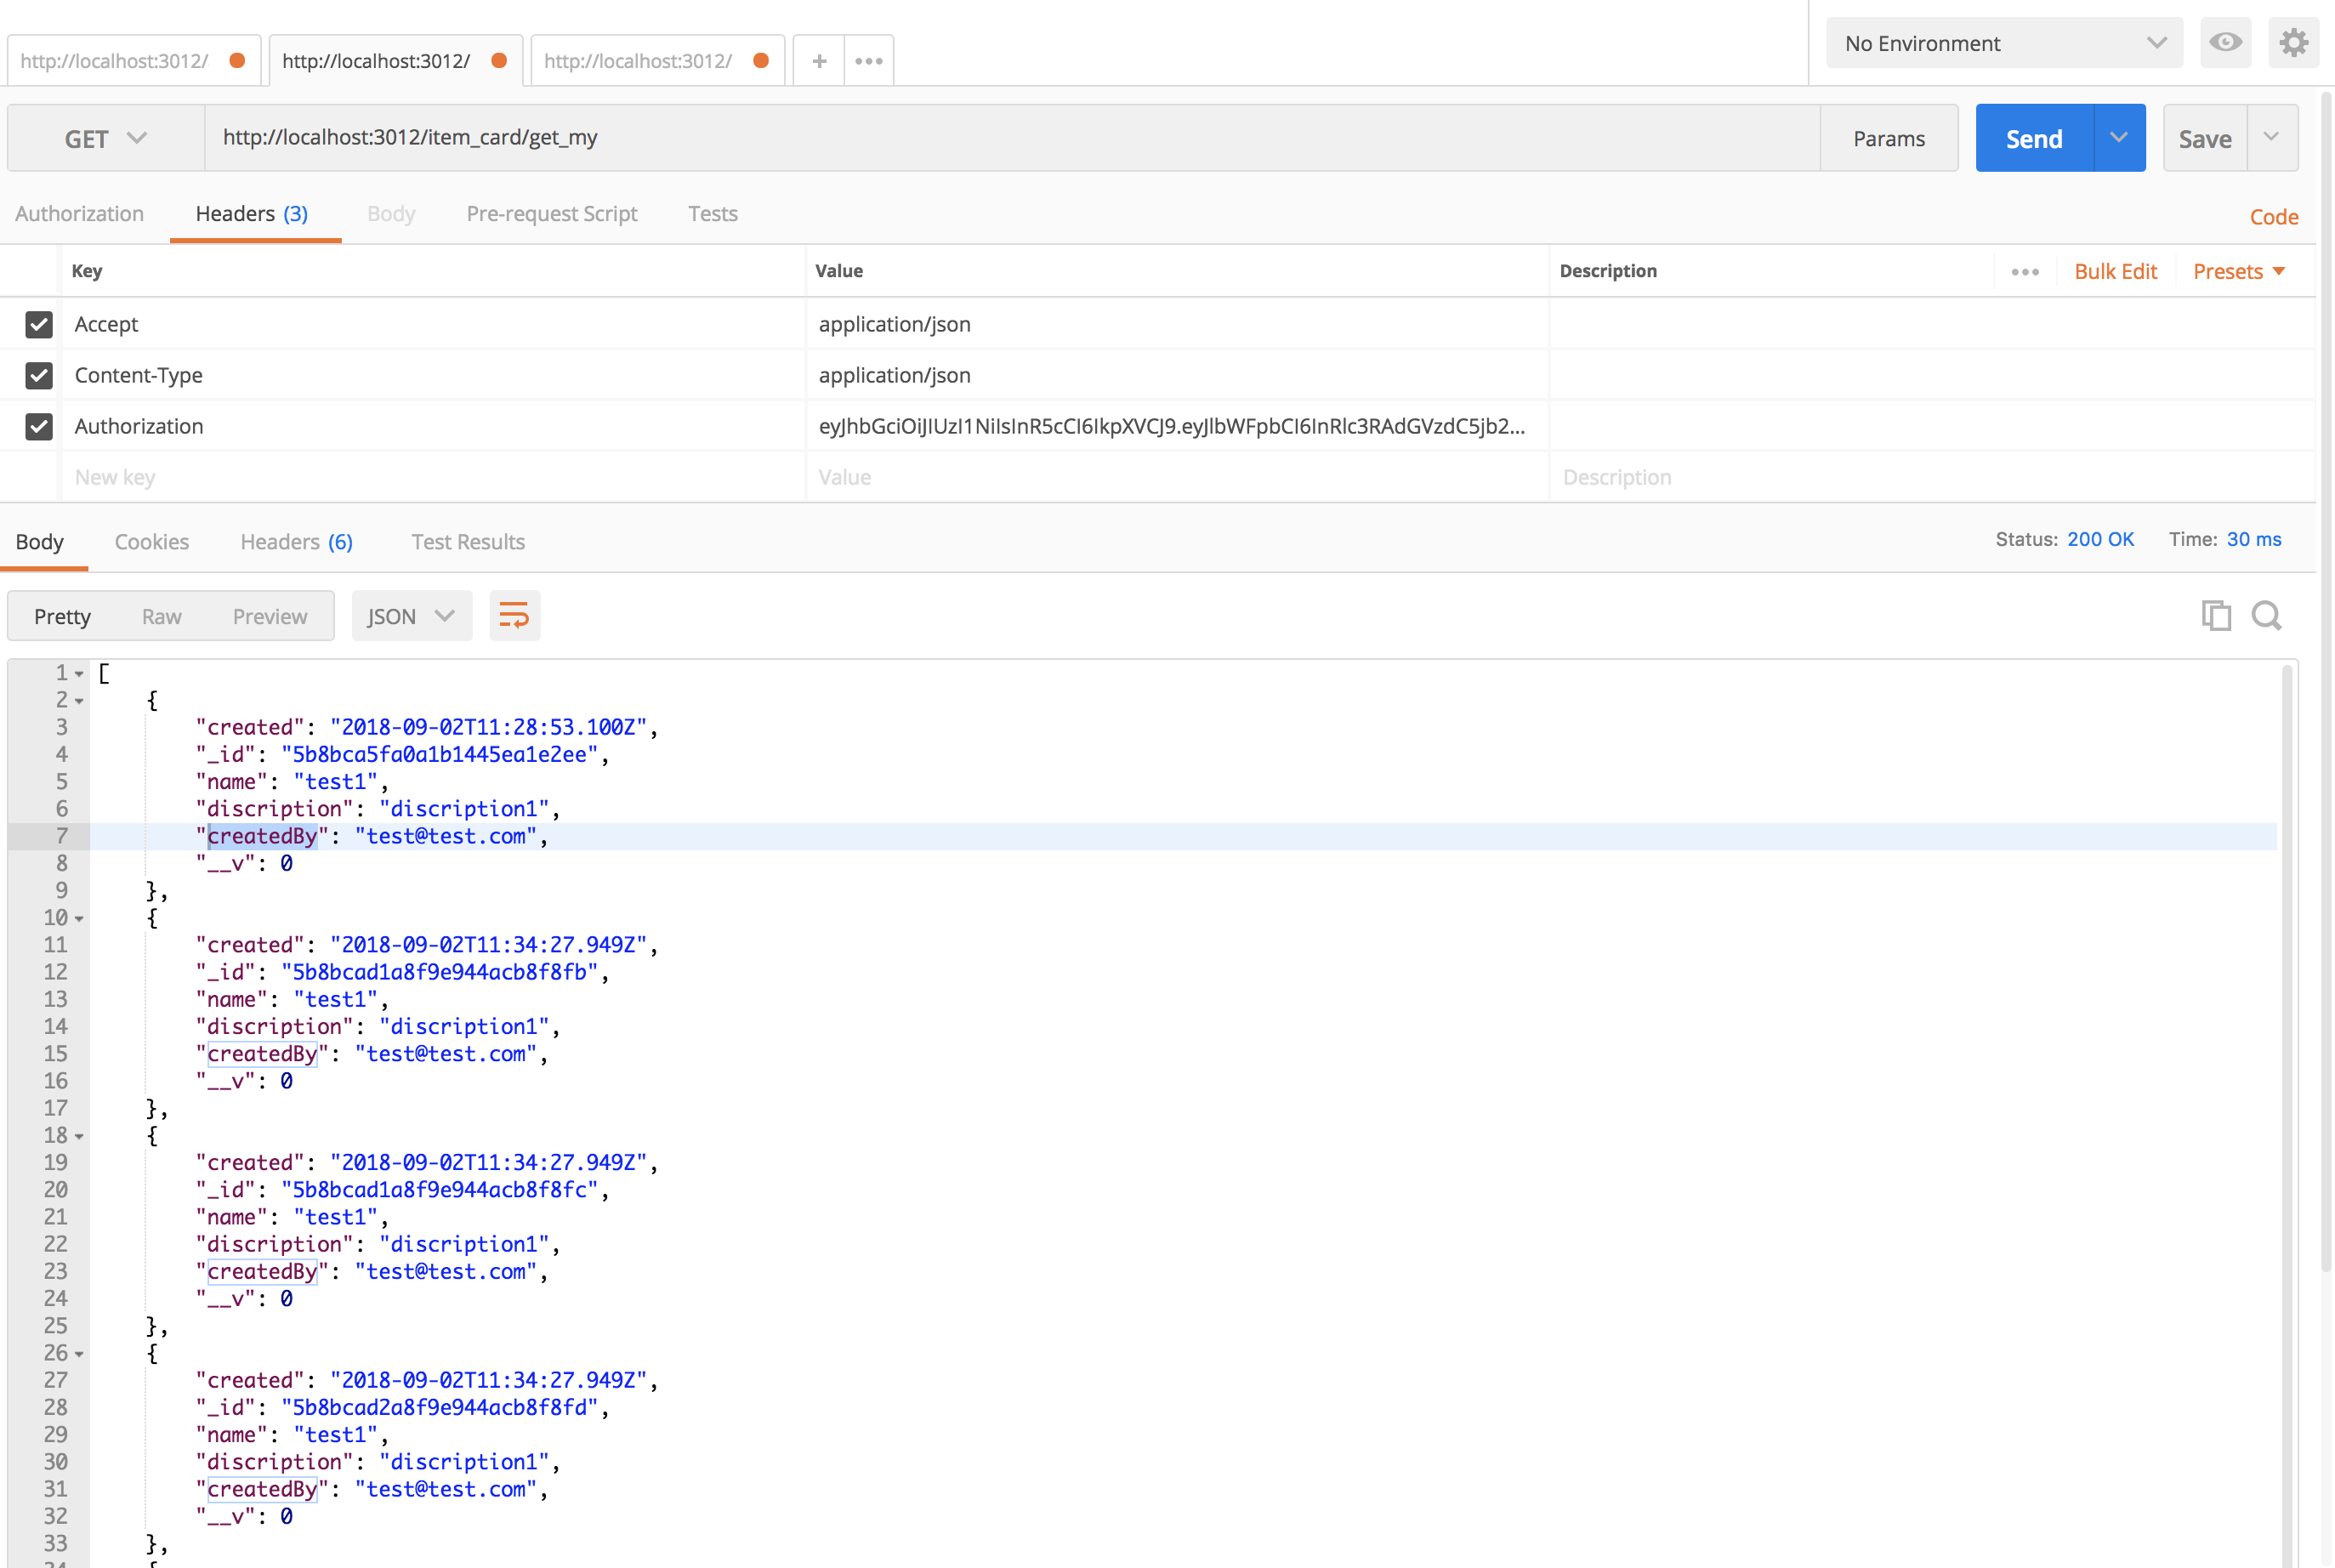 http://localhost:3012/ http://localhost:3012/ http://localhost:3012/ + ••• No Environment
GET http://localhost:3012/item_card/get_my Params Send Save
Authorization Headers (3) Body Pre-request Script Tests Code
Key Value Description ••• Bulk Edit Presets
Accept application/json
Content-Type application/json
Authorization eyJhbGciOiJIUzI1NiIsInR5cCI6IkpXVCJ9.eyJlbWFpbCI6InRlc3RAdGVzdC5jb2...
New key Value Description
Body Cookies Headers (6) Test Results Status: 200 OK Time: 30 ms
Pretty Raw Preview JSON
1 [
2 {
3 "created": "2018-09-02T11:28:53.100Z",
4 "_id": "5b8bca5fa0a1b1445ea1e2ee",
5 "name": "test1",
6 "discription": "discription1",
7 "createdBy": "test@test.com",
8 "__v": 0
9 },
10 {
11 "created": "2018-09-02T11:34:27.949Z",
12 "_id": "5b8bcad1a8f9e944acb8f8fb",
13 "name": "test1",
14 "discription": "discription1",
15 "createdBy": "test@test.com",
16 "__v": 0
17 },
18 {
19 "created": "2018-09-02T11:34:27.949Z",
20 "_id": "5b8bcad1a8f9e944acb8f8fc",
21 "name": "test1",
22 "discription": "discription1",
23 "createdBy": "test@test.com",
24 "__v": 0
25 },
26 {
27 "created": "2018-09-02T11:34:27.949Z",
28 "_id": "5b8bcad2a8f9e944acb8f8fd",
29 "name": "test1",
30 "discription": "discription1",
31 "createdBy": "test@test.com",
32 "__v": 0
33 },